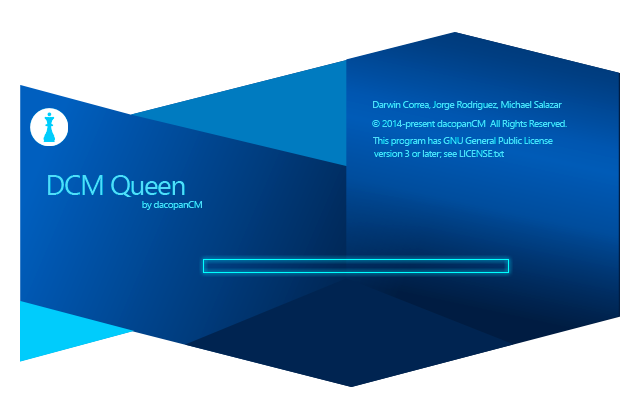 DCM Queen
by dacopanCM
Darwin Correa, Jorge Rodriguez, Michael Salazar
© 2014-present dacopanCM All Rights Reserved.
This program has GNU General Public License
version 3 or later; see LICENSE.txt